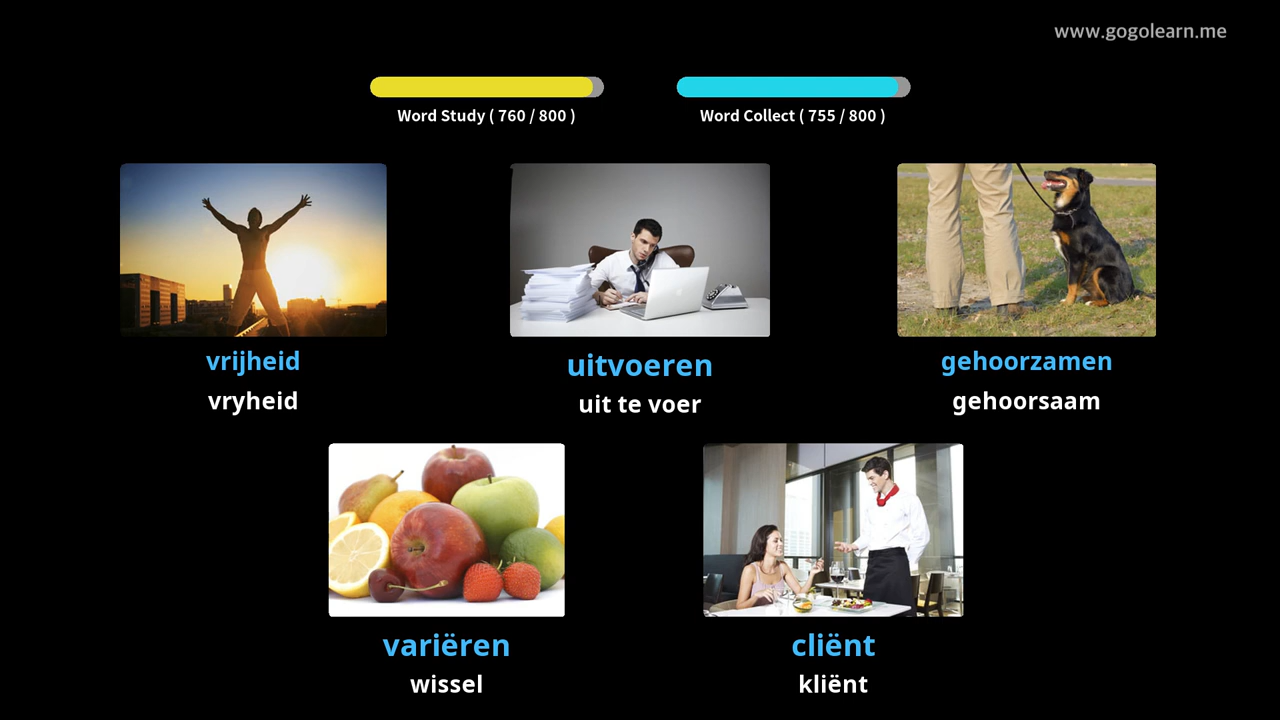 www.gogolearn.me
Word Study ( 760 / 800 )
Word Collect ( 755 / 800 )
vrijheid
vryheid
uitvoeren
uit te voer
gehoorzamen
gehoorsaam
variëren
wissel
cliënt
kliënt